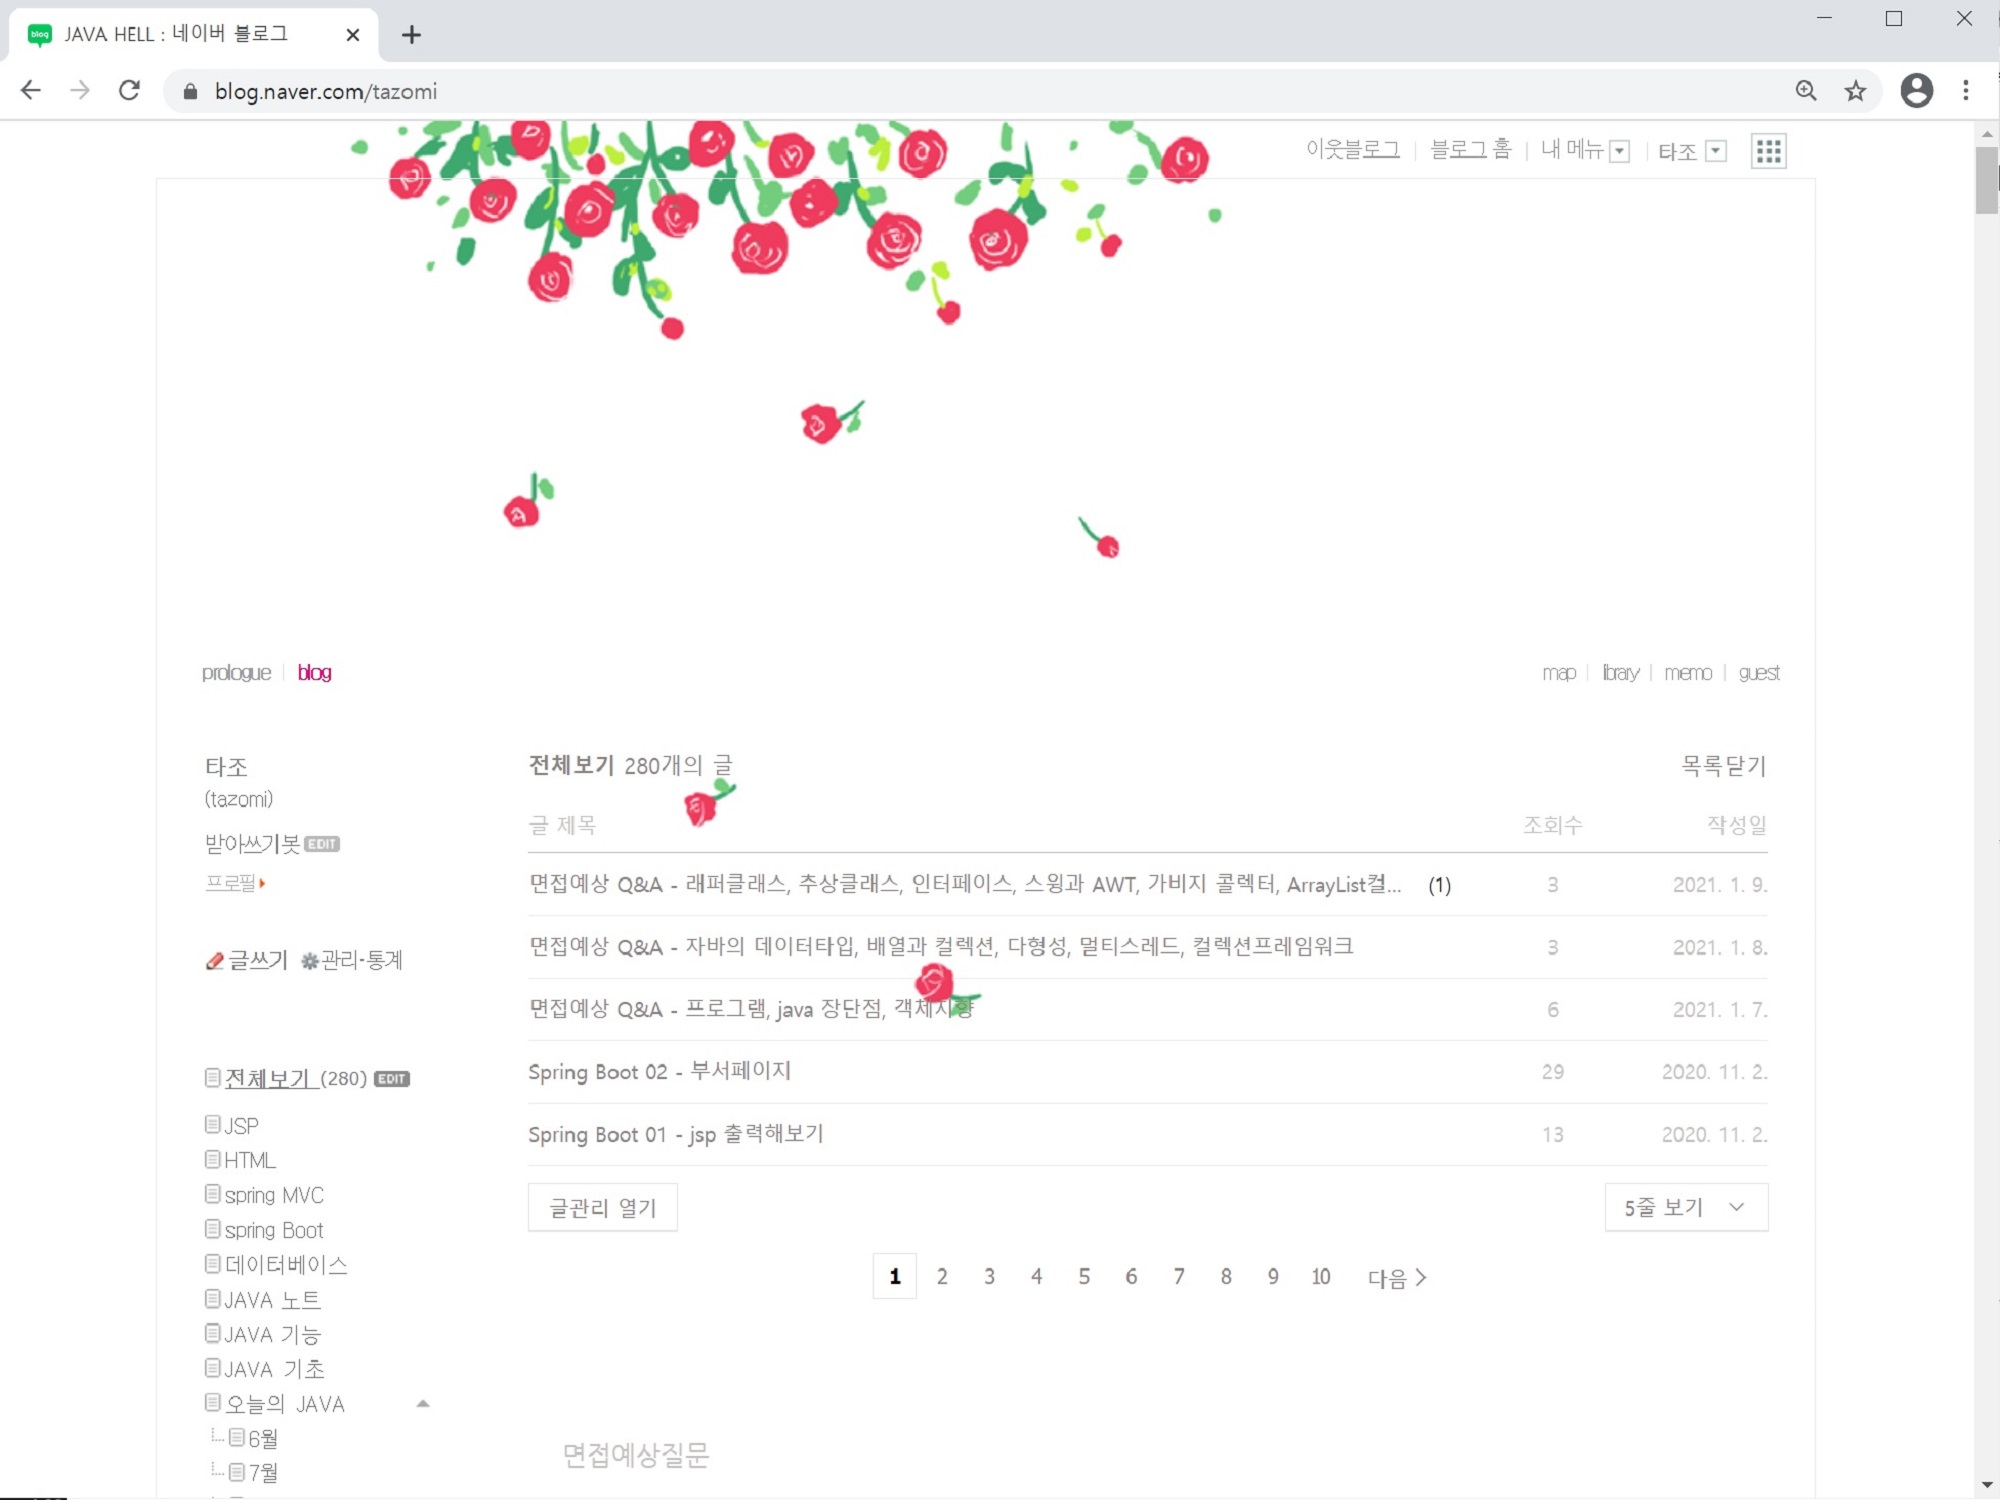 JAVA HELL : 네이버 블로그
blog.naver.com/tazomi
이웃블로그 | 블로그 홈 | 내 메뉴 | 타조
prologue | blog
map | library | memo | guest
타조
(tazomi)
받아쓰기봇 EDIT
프로필
글쓰기 관리·통계
전체보기 (280) EDIT
JSP
HTML
spring MVC
spring Boot
데이터베이스
JAVA 노트
JAVA 기능
JAVA 기초
오늘의 JAVA
6월
7월
전체보기 280개의 글 목록닫기
글 제목 조회수 작성일
면접예상 Q&A - 래퍼클래스, 추상클래스, 인터페이스, 스윙과 AWT, 가비지 콜렉터, ArrayList컬... (1) 3 2021. 1. 9.
면접예상 Q&A - 자바의 데이터타입, 배열과 컬렉션, 다형성, 멀티스레드, 컬렉션프레임워크 3 2021. 1. 8.
면접예상 Q&A - 프로그램, java 장단점, 객체지향 6 2021. 1. 7.
Spring Boot 02 - 부서페이지 29 2020. 11. 2.
Spring Boot 01 - jsp 출력해보기 13 2020. 11. 2.
글관리 열기 5줄 보기
1 2 3 4 5 6 7 8 9 10 다음 >
면접예상질문